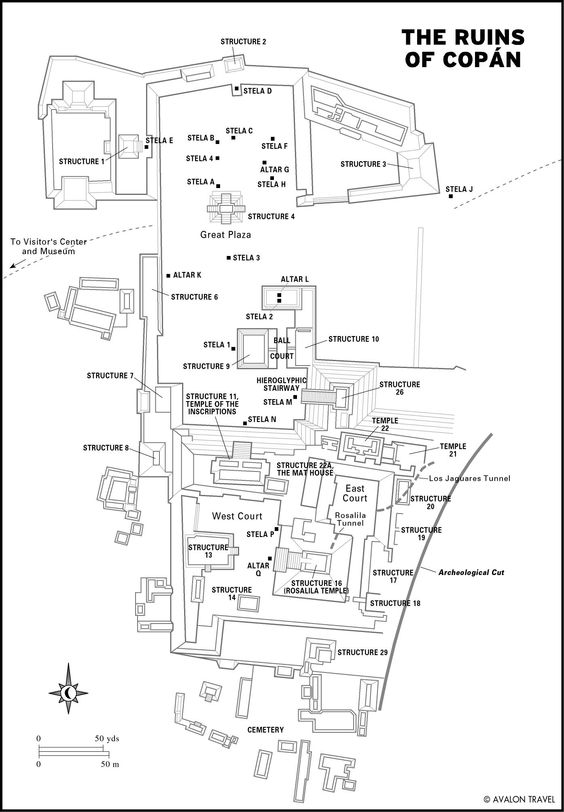 THE RUINS
OF COPÁN
STRUCTURE 2
STELA D
STELA E
STELA B
STELA C
STELA F
STRUCTURE 1
STELA 4
ALTAR G
STRUCTURE 3
STELA A
STELA H
STELA J
STRUCTURE 4
Great Plaza
To Visitor's Center
and Museum
STELA 3
ALTAR K
ALTAR L
STRUCTURE 6
STELA 2
STELA 1
BALL
COURT
STRUCTURE 10
STRUCTURE 9
STRUCTURE 7
HIEROGLYPHIC
STAIRWAY
STRUCTURE
26
STRUCTURE 11,
TEMPLE OF THE
INSCRIPTIONS
STELA M
STELA N
TEMPLE
22
TEMPLE
21
STRUCTURE 8
STRUCTURE 22A,
THE MAT HOUSE
Los Jaguares Tunnel
East
Court
STRUCTURE
20
West Court
Rosalila
Tunnel
STELA P
STRUCTURE
19
STRUCTURE
13
ALTAR
Q
STRUCTURE
17
Archeological Cut
STRUCTURE 16
(ROSALILA TEMPLE)
STRUCTURE
14
STRUCTURE 18
STRUCTURE 29
CEMETERY
0 50 yds
0 50 m
© AVALON TRAVEL